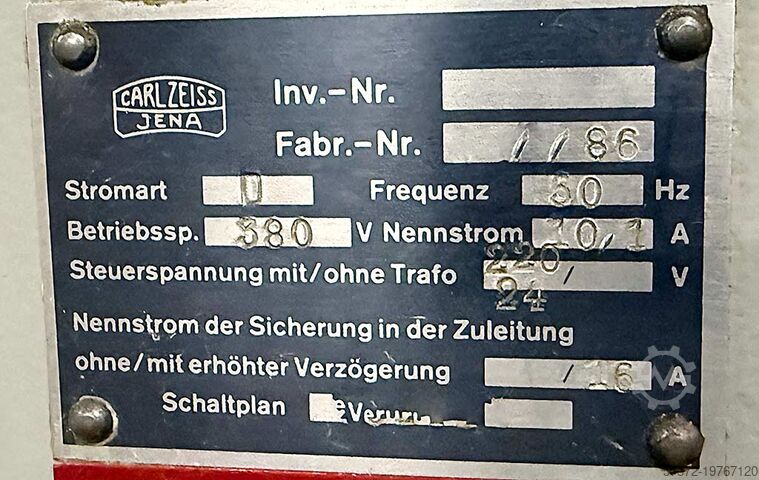 CARL ZEISS
JENA
Inv.-Nr.
Fabr.-Nr. //86
Stromart D Frequenz 50 Hz
Betriebssp. 380 V Nennstrom 10,1 A
220
Steuerspannung mit/ohne Trafo / V
24
Nennstrom der Sicherung in der Zuleitung
ohne/mit erhöhter Verzögerung /16 A
Schaltplan